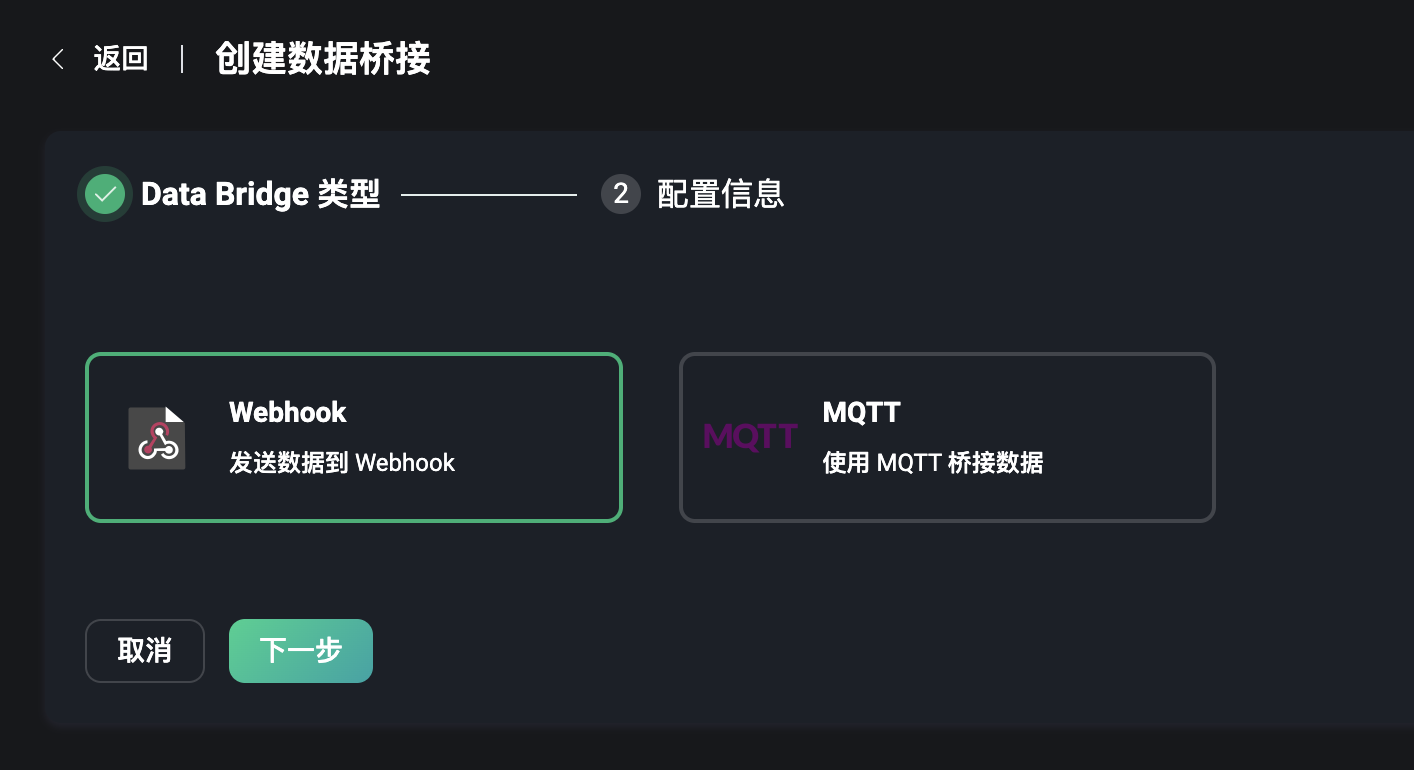 返回 | 创建数据桥接
Data Bridge 类型
2 配置信息
Webhook
发送数据到 Webhook
MQTT
MQTT
使用 MQTT 桥接数据
取消
下一步